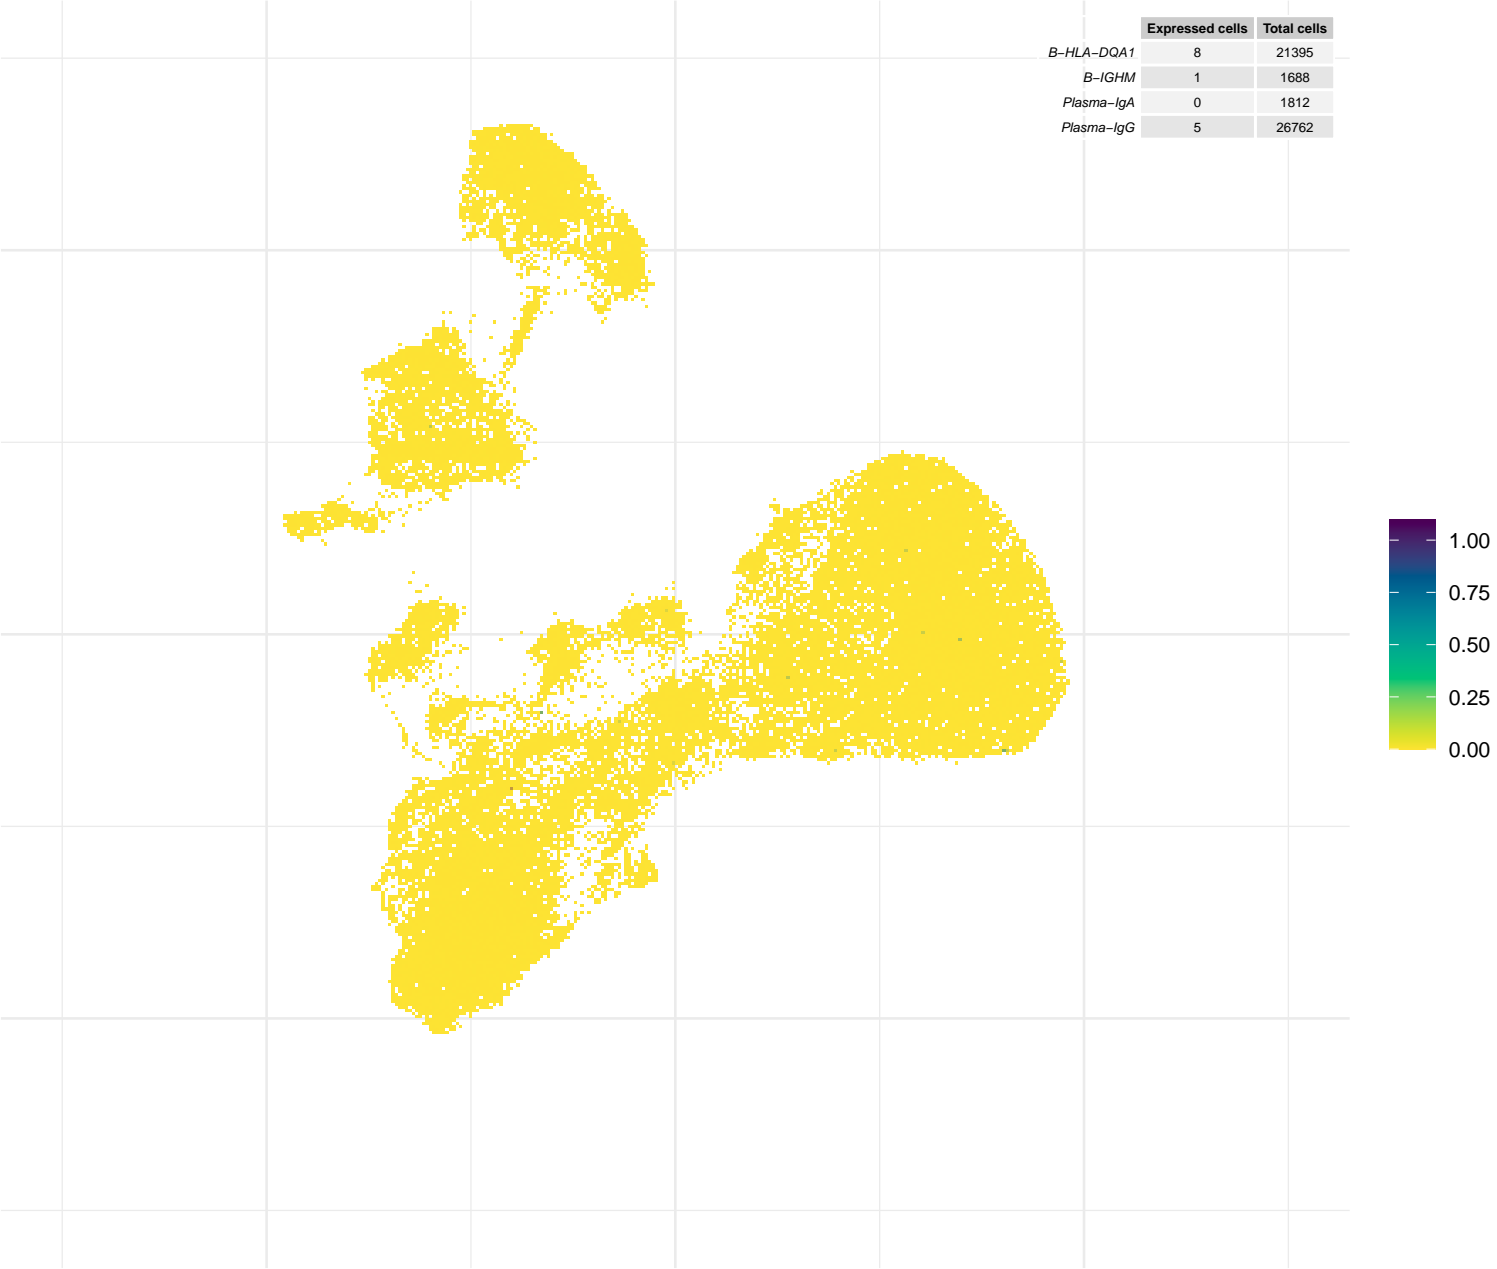 Expressed cells Total cells
B−HLA−DQA1 8 21395
B−IGHM 1 1688
Plasma−IgA 0 1812
Plasma−IgG 5 26762
1.00
0.75
0.50
0.25
0.00